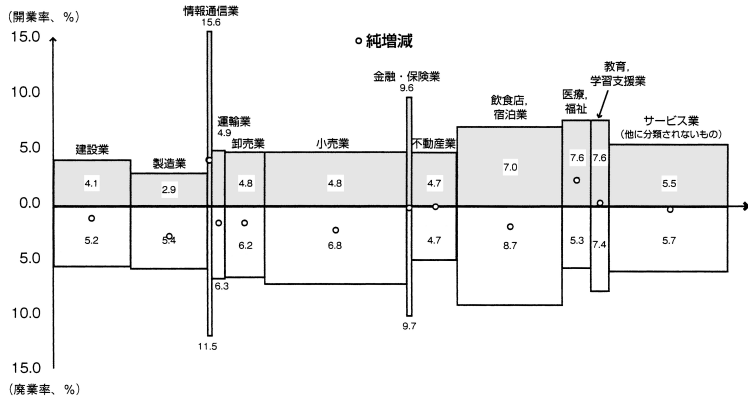 (開業率、%)
情報通信業
15.6
純増減
15.0
10.0
5.0
0.0
5.0
10.0
15.0
(廃業率、%)
建設業
4.1
5.2
製造業
2.9
5.4
11.5
運輸業
4.9
6.3
卸売業
4.8
6.2
小売業
4.8
6.8
金融・保険業
9.6
9.7
不動産業
4.7
4.7
飲食店,
宿泊業
7.0
8.7
医療,
福祉
7.6
5.3
教育,
学習支援業
7.6
7.4
サービス業
(他に分類されないもの)
5.5
5.7